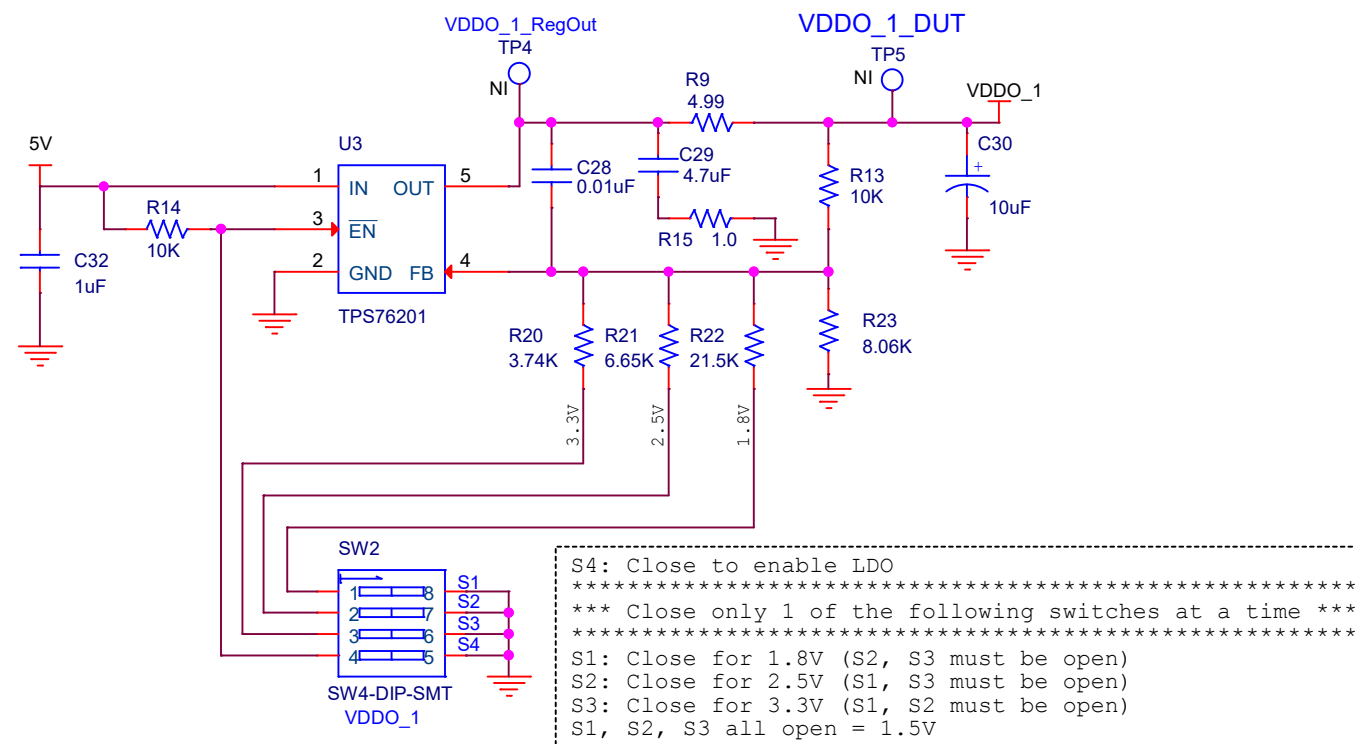 VDDO_1_RegOut
TP4
NI
VDDO_1_DUT
TP5
NI
VDDO_1
R9
4.99
5V
U3
1 IN OUT 5
3 EN
2 GND FB 4
TPS76201
R14
10K
C32
1uF
C28
0.01uF
C29
4.7uF
R15 1.0
R13
10K
C30
+
10uF
R20
3.74K
R21
6.65K
R22
21.5K
R23
8.06K
3.3V
2.5V
1.8V
SW2
1 8 S1
2 7 S2
3 6 S3
4 5 S4
SW4-DIP-SMT
VDDO_1
S4: Close to enable LDO
********************************************************
*** Close only 1 of the following switches at a time ***
********************************************************
S1: Close for 1.8V (S2, S3 must be open)
S2: Close for 2.5V (S1, S3 must be open)
S3: Close for 3.3V (S1, S2 must be open)
S1, S2, S3 all open = 1.5V